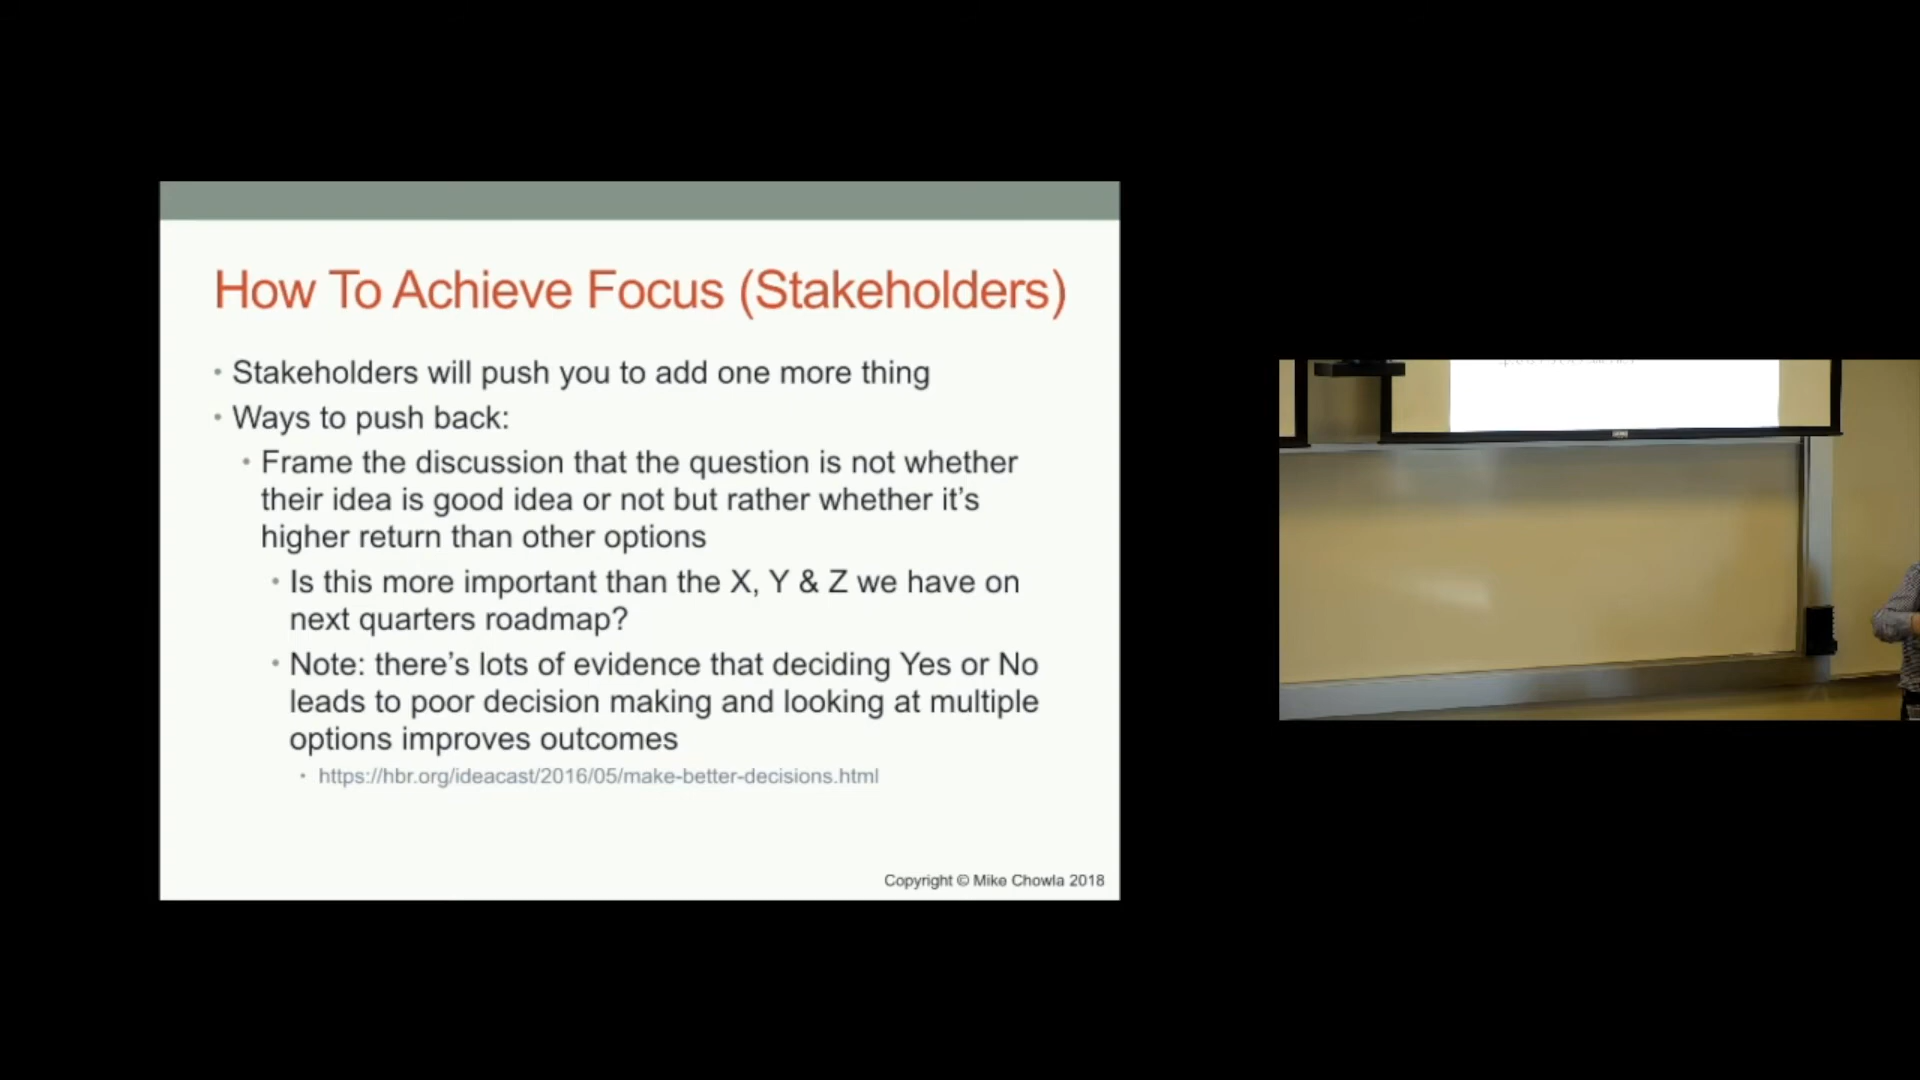 How To Achieve Focus (Stakeholders)
• Stakeholders will push you to add one more thing
• Ways to push back:
• Frame the discussion that the question is not whether
their idea is good idea or not but rather whether it's
higher return than other options
• Is this more important than the X, Y & Z we have on
next quarters roadmap?
• Note: there's lots of evidence that deciding Yes or No
leads to poor decision making and looking at multiple
options improves outcomes
• https://hbr.org/ideacast/2016/05/make-better-decisions.html
Copyright © Mike Chowla 2018